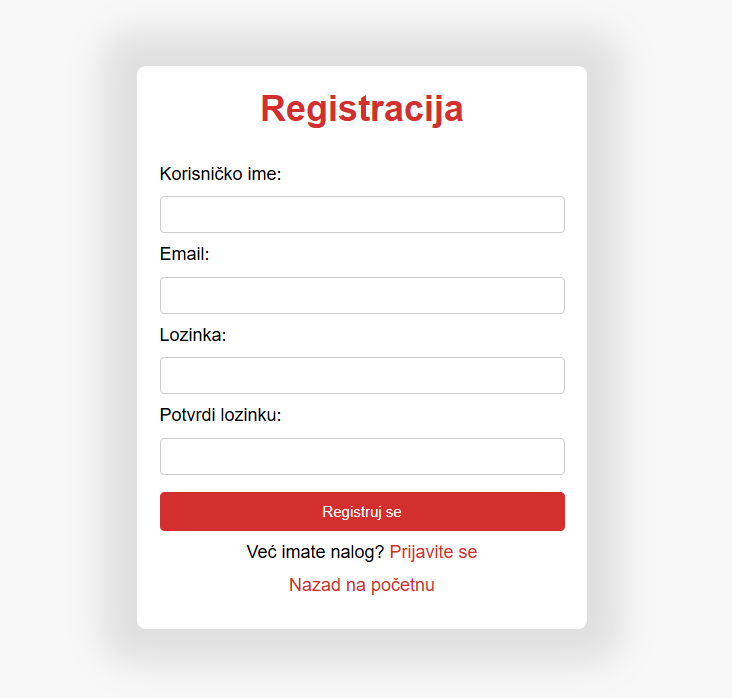 Registracija
Korisničko ime:
Email:
Lozinka:
Potvrdi lozinku:
Registruj se
Već imate nalog? Prijavite se
Nazad na početnu